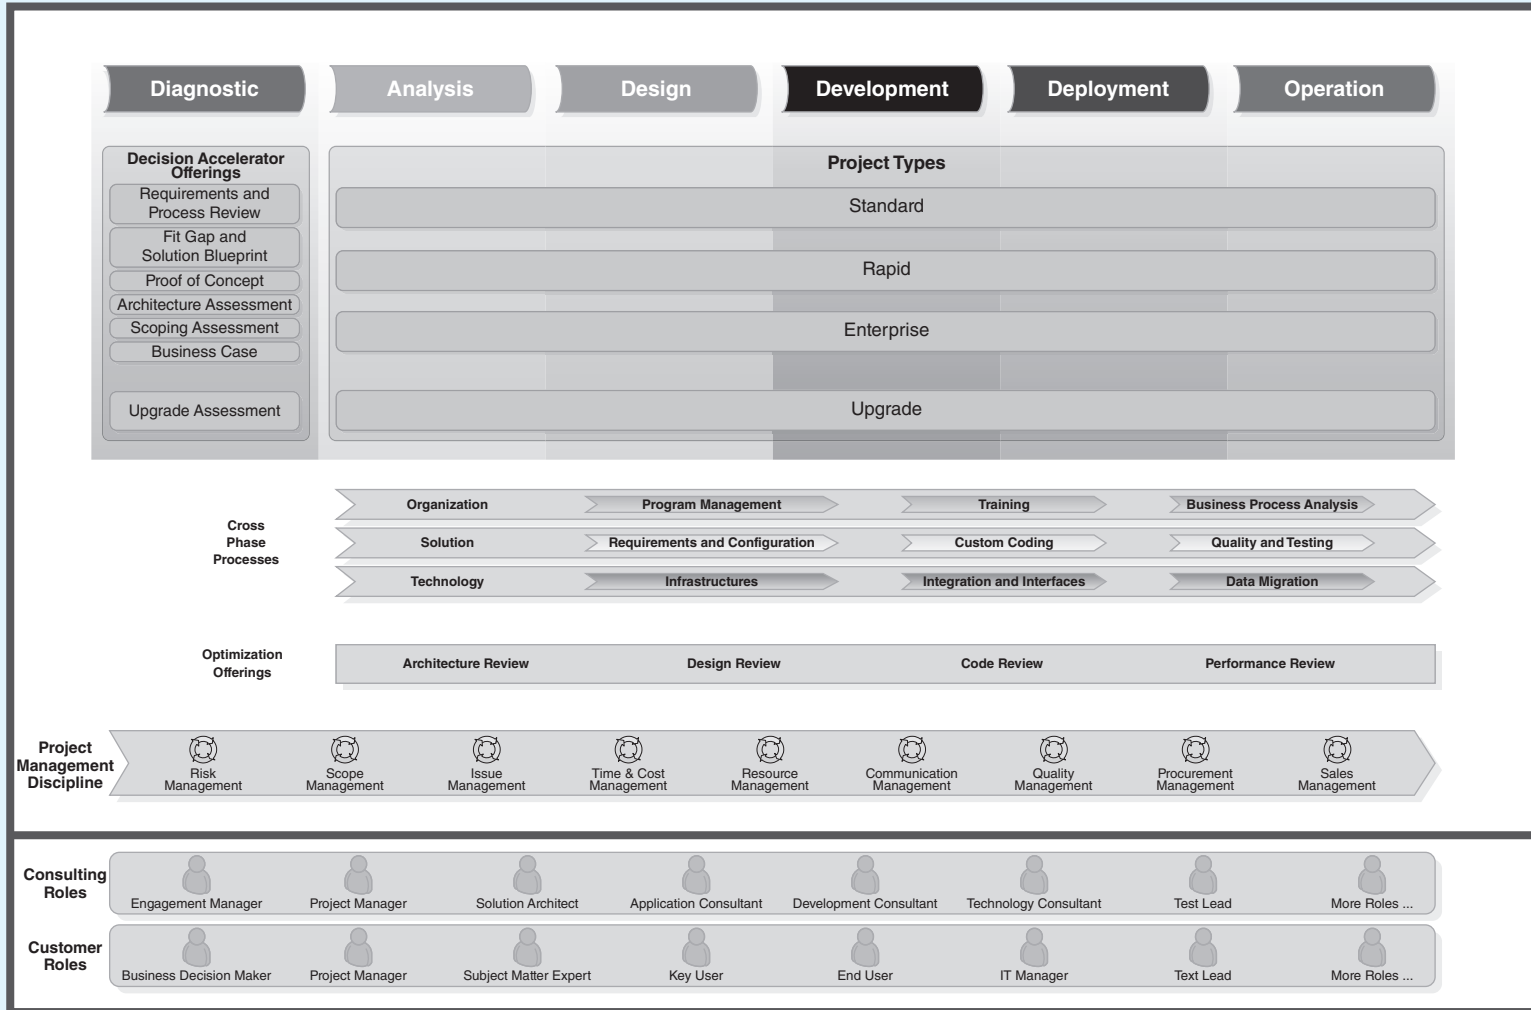 Diagnostic
Analysis
Design
Development
Deployment
Operation
Decision Accelerator
Offerings
Requirements and
Process Review
Fit Gap and
Solution Blueprint
Proof of Concept
Architecture Assessment
Scoping Assessment
Business Case
Upgrade Assessment
Project Types
Standard
Rapid
Enterprise
Upgrade
Cross
Phase
Processes
Organization
Program Management
Training
Business Process Analysis
Solution
Requirements and Configuration
Custom Coding
Quality and Testing
Technology
Infrastructures
Integration and Interfaces
Data Migration
Optimization
Offerings
Architecture Review
Design Review
Code Review
Performance Review
Project
Management
Discipline
Risk
Management
Scope
Management
Issue
Management
Time & Cost
Management
Resource
Management
Communication
Management
Quality
Management
Procurement
Management
Sales
Management
Consulting
Roles
Engagement Manager
Project Manager
Solution Architect
Application Consultant
Development Consultant
Technology Consultant
Test Lead
More Roles ...
Customer
Roles
Business Decision Maker
Project Manager
Subject Matter Expert
Key User
End User
IT Manager
Text Lead
More Roles ...